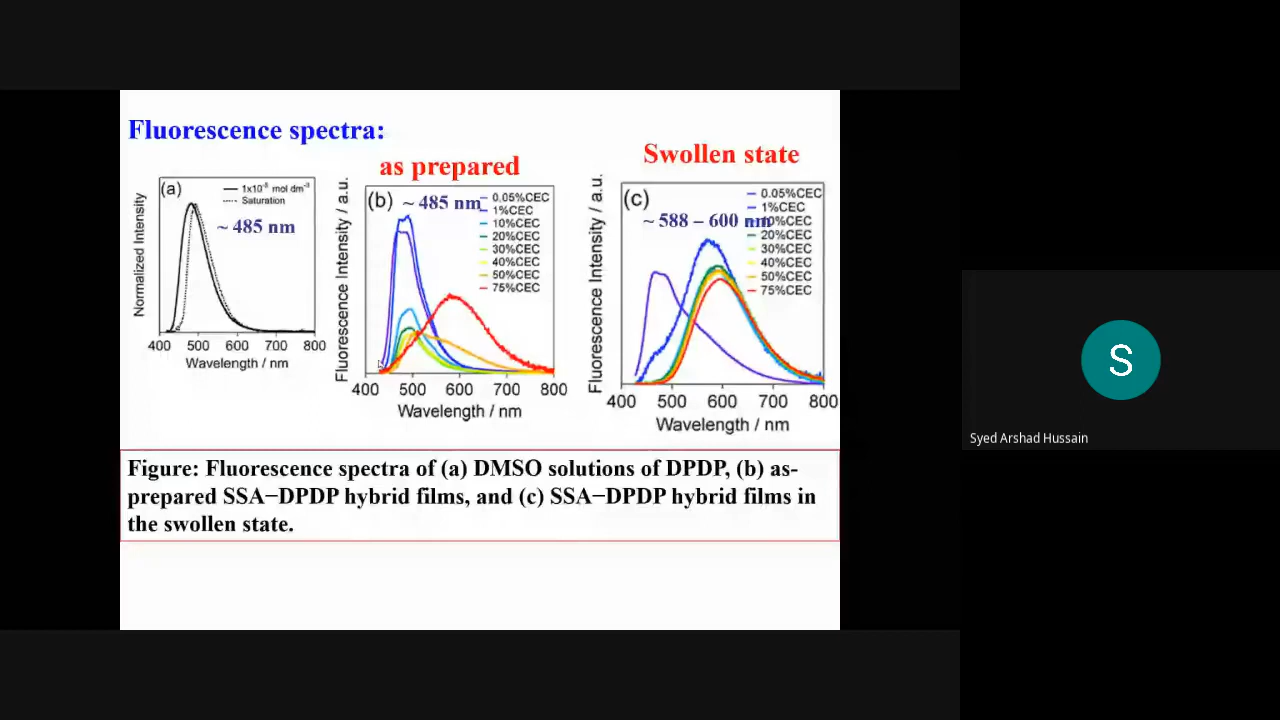 Fluorescence spectra:
as prepared
Swollen state
(a)
1x10⁻⁵ mol dm⁻³
Saturation
~ 485 nm
Normalized Intensity
400 500 600 700 800
Wavelength / nm
(b)
~ 485 nm
0.05%CEC
1%CEC
10%CEC
20%CEC
30%CEC
40%CEC
50%CEC
75%CEC
Fluorescence Intensity / a.u.
400 500 600 700 800
Wavelength / nm
(c)
~ 588 – 600 nm
0.05%CEC
1%CEC
10%CEC
20%CEC
30%CEC
40%CEC
50%CEC
75%CEC
Fluorescence Intensity / a.u.
400 500 600 700 800
Wavelength / nm
Figure: Fluorescence spectra of (a) DMSO solutions of DPDP, (b) as-
prepared SSA−DPDP hybrid films, and (c) SSA−DPDP hybrid films in
the swollen state.
S
Syed Arshad Hussain